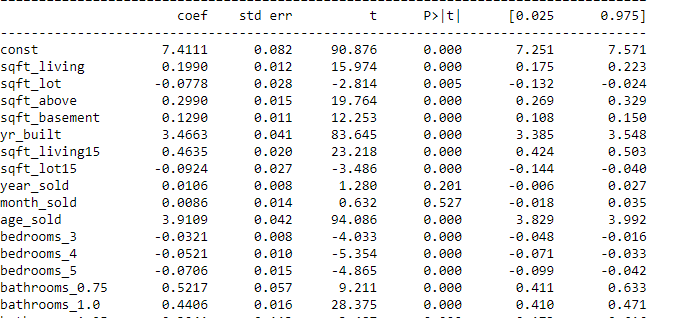 coef std err t P>|t| [0.025 0.975]
const 7.4111 0.082 90.876 0.000 7.251 7.571
sqft_living 0.1990 0.012 15.974 0.000 0.175 0.223
sqft_lot -0.0778 0.028 -2.814 0.005 -0.132 -0.024
sqft_above 0.2990 0.015 19.764 0.000 0.269 0.329
sqft_basement 0.1290 0.011 12.253 0.000 0.108 0.150
yr_built 3.4663 0.041 83.645 0.000 3.385 3.548
sqft_living15 0.4635 0.020 23.218 0.000 0.424 0.503
sqft_lot15 -0.0924 0.027 -3.486 0.000 -0.144 -0.040
year_sold 0.0106 0.008 1.280 0.201 -0.006 0.027
month_sold 0.0086 0.014 0.632 0.527 -0.018 0.035
age_sold 3.9109 0.042 94.086 0.000 3.829 3.992
bedrooms_3 -0.0321 0.008 -4.033 0.000 -0.048 -0.016
bedrooms_4 -0.0521 0.010 -5.354 0.000 -0.071 -0.033
bedrooms_5 -0.0706 0.015 -4.865 0.000 -0.099 -0.042
bathrooms_0.75 0.5217 0.057 9.211 0.000 0.411 0.633
bathrooms_1.0 0.4406 0.016 28.375 0.000 0.410 0.471